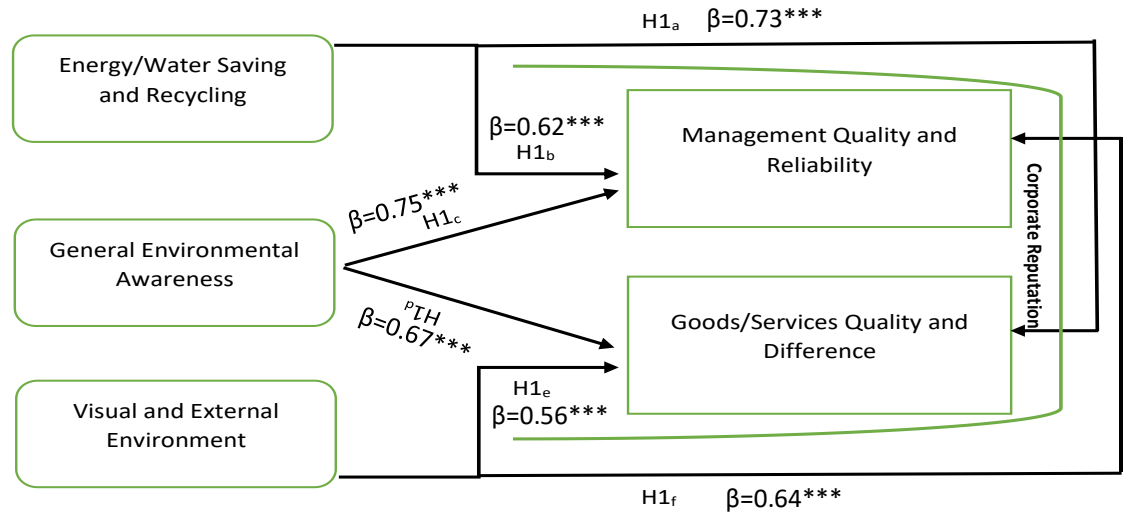 H1ₐ β=0.73***
Energy/Water Saving
and Recycling
β=0.62***
H1b
Management Quality and
Reliability
β=0.75***
H1c
General Environmental
Awareness
H1d
β=0.67***
Goods/Services Quality and
Difference
Corporate Reputation
H1e
β=0.56***
Visual and External
Environment
H1f β=0.64***